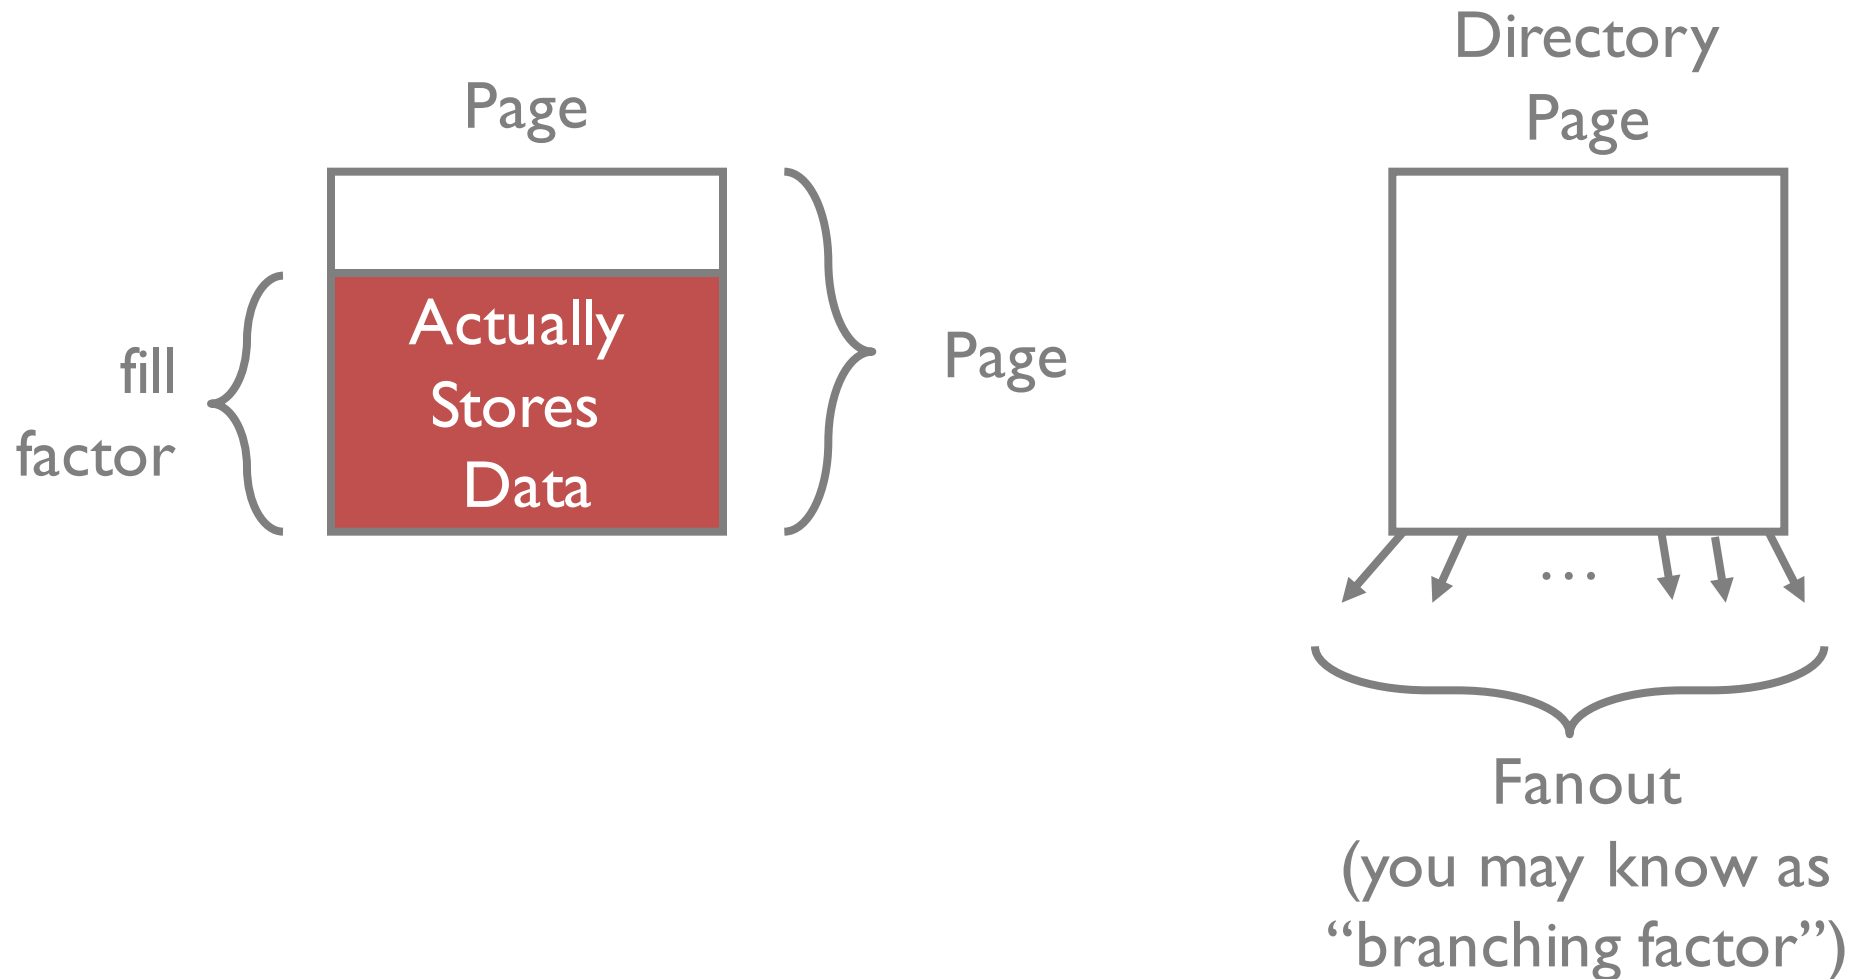 Page
fill
factor
Actually
Stores
Data
Page
Directory
Page
...
Fanout
(you may know as
“branching factor”)